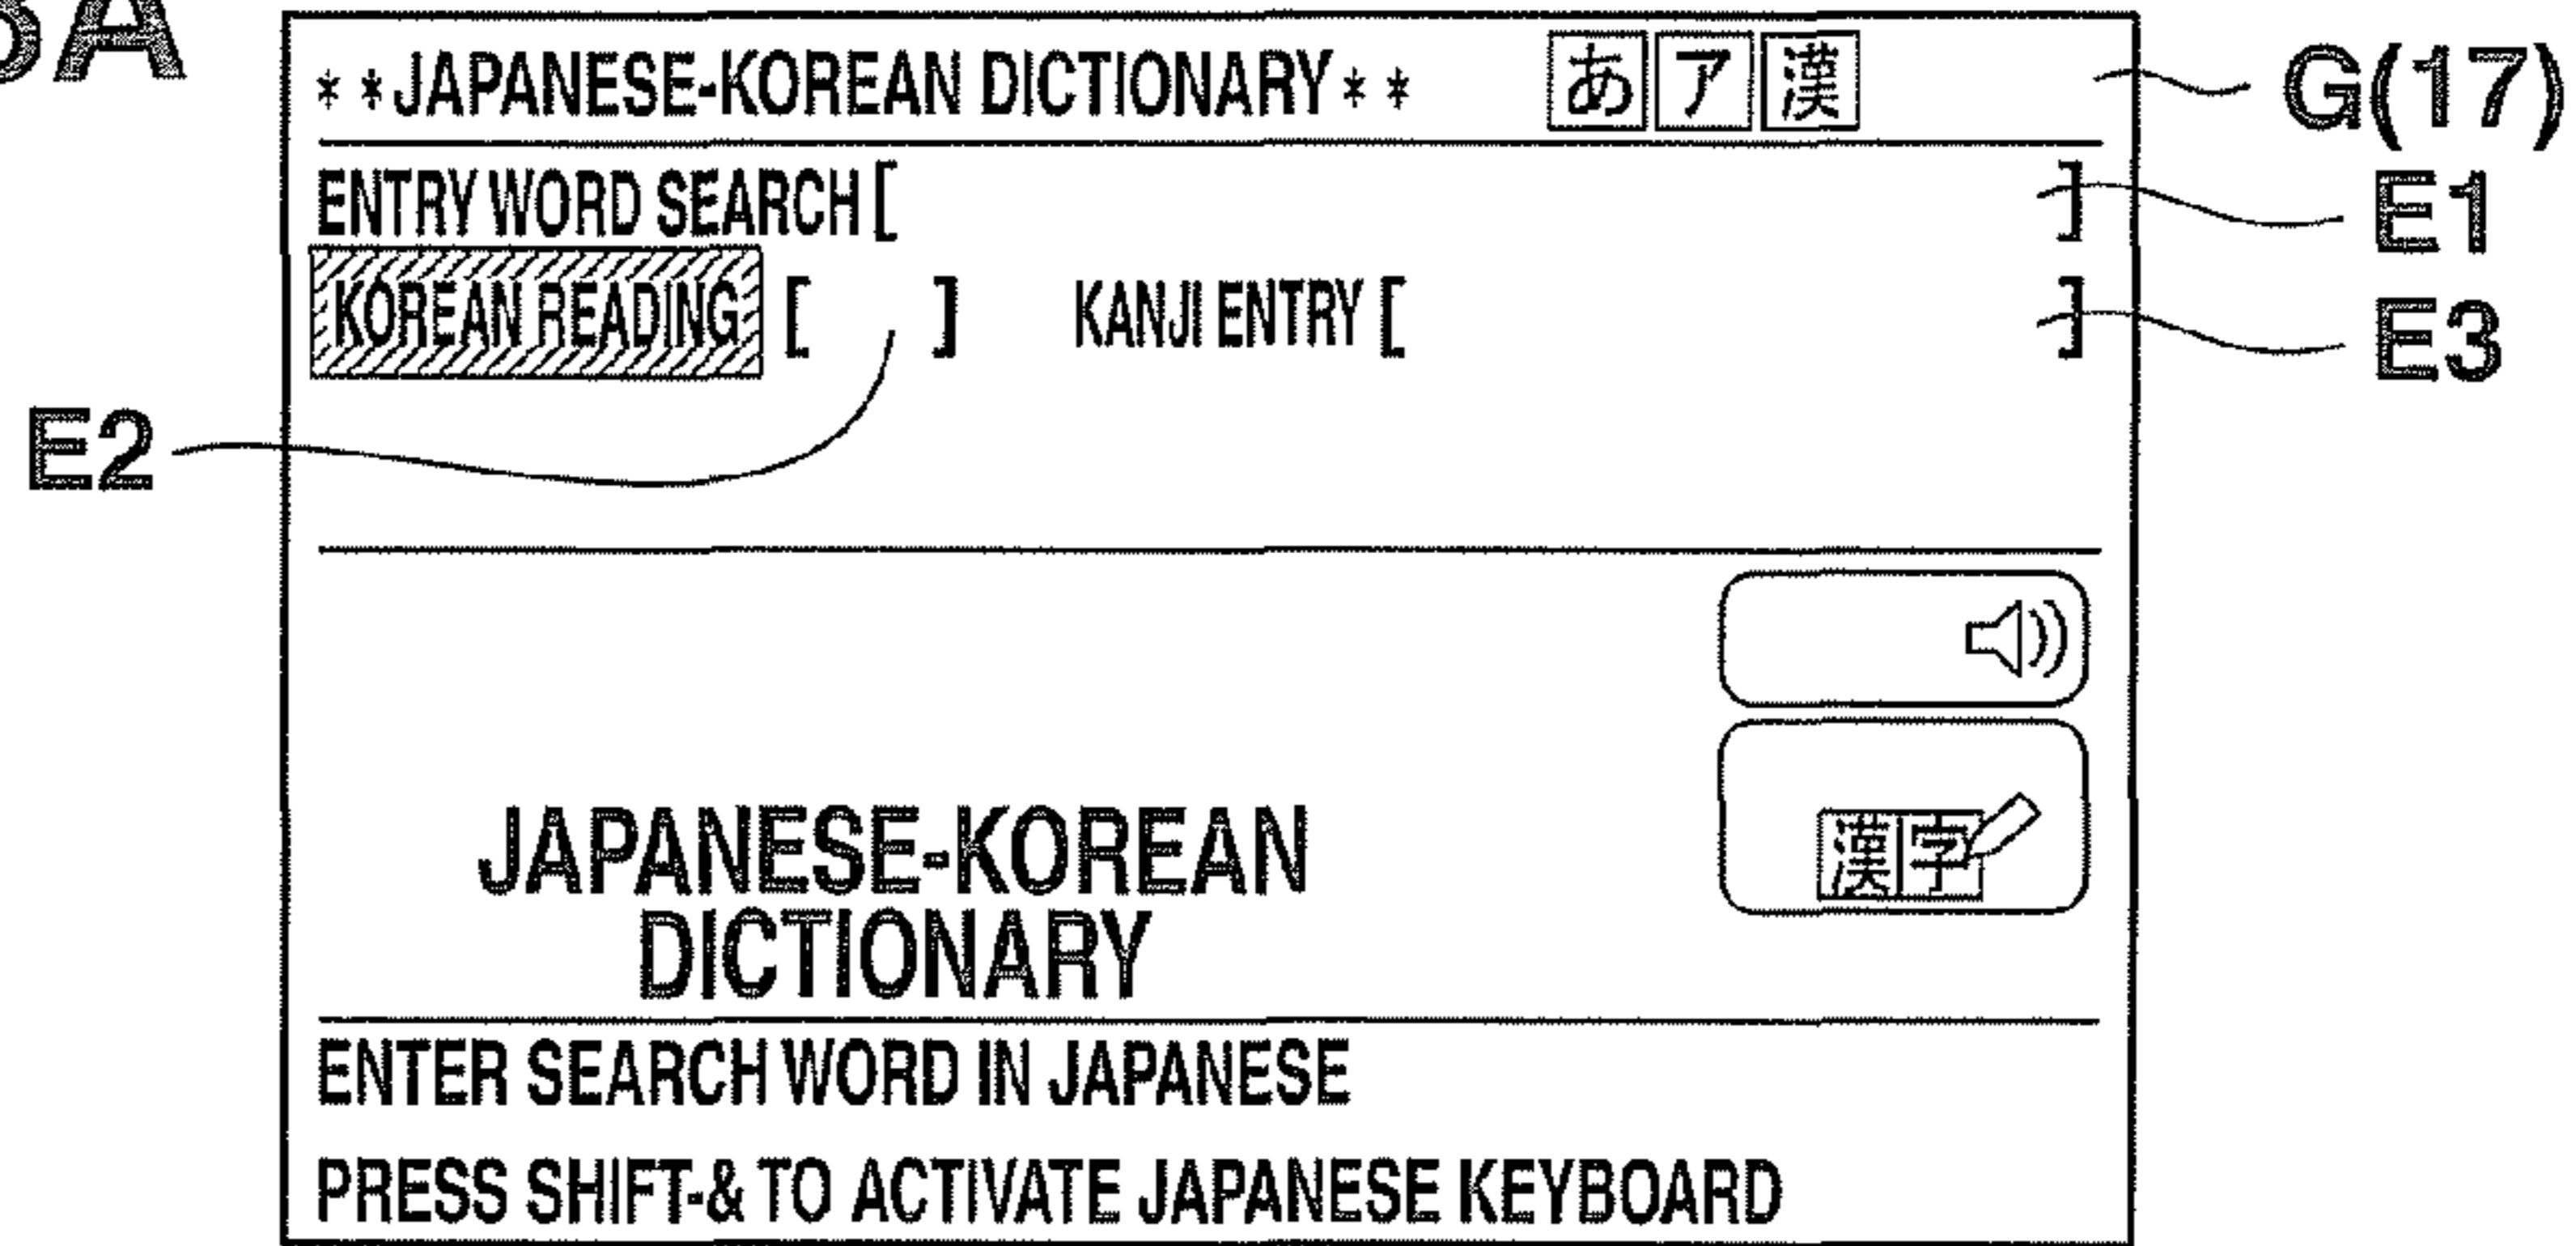 3A
**JAPANESE-KOREAN DICTIONARY** あ ア 漢 G(17)
ENTRY WORD SEARCH [ ] E1
KOREAN READING [ ] KANJI ENTRY [ ] E3
E2
漢字
JAPANESE-KOREAN
DICTIONARY
ENTER SEARCH WORD IN JAPANESE
PRESS SHIFT-& TO ACTIVATE JAPANESE KEYBOARD